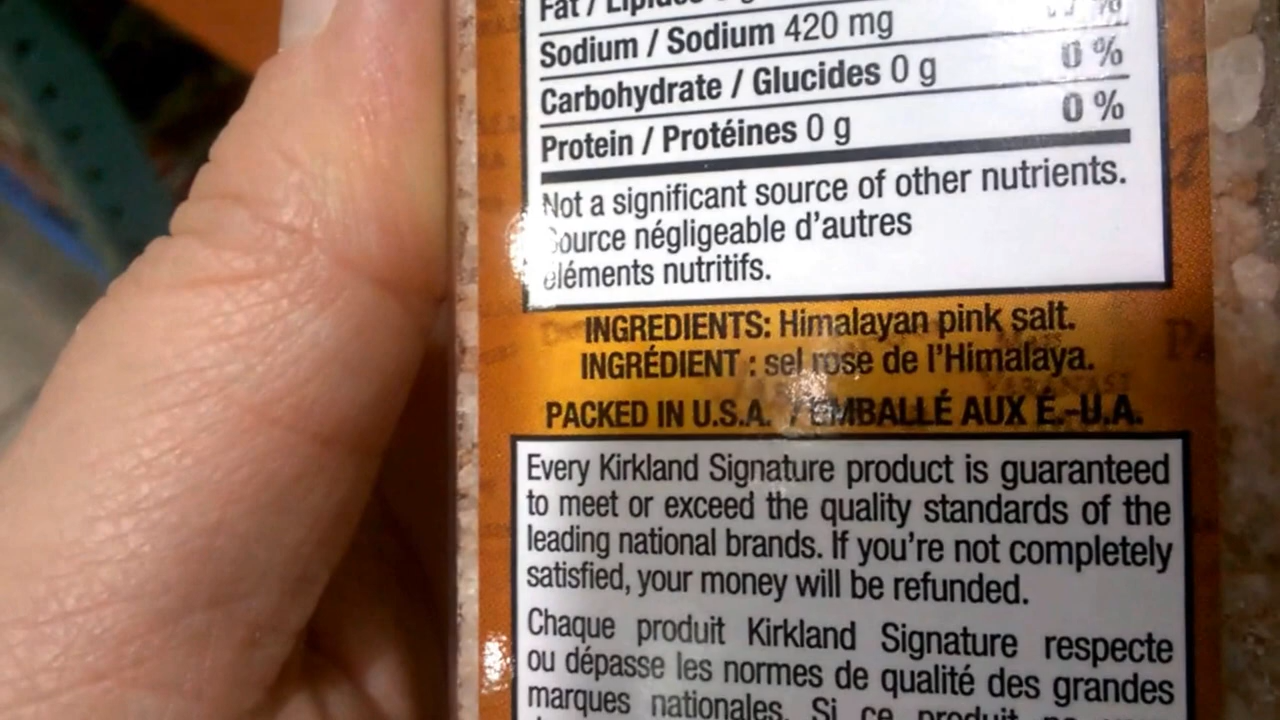 Fat / Lipides
Sodium / Sodium 420 mg
Carbohydrate / Glucides 0 g 0 %
Protein / Protéines 0 g 0 %
Not a significant source of other nutrients.
Source négligeable d'autres
éléments nutritifs.
INGREDIENTS: Himalayan pink salt.
INGRÉDIENT : sel rose de l'Himalaya.
PACKED IN U.S.A. / EMBALLÉ AUX É.-U.A.
Every Kirkland Signature product is guaranteed
to meet or exceed the quality standards of the
leading national brands. If you're not completely
satisfied, your money will be refunded.
Chaque produit Kirkland Signature respecte
ou dépasse les normes de qualité des grandes
marques nationales. Si ce produit